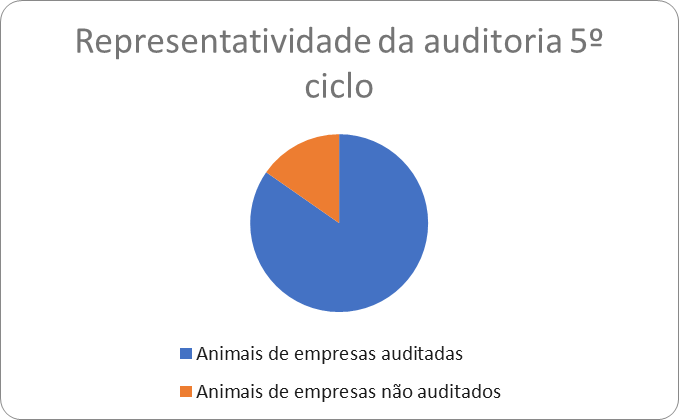 Representatividade da auditoria 5º
ciclo
Animais de empresas auditadas
Animais de empresas não auditados